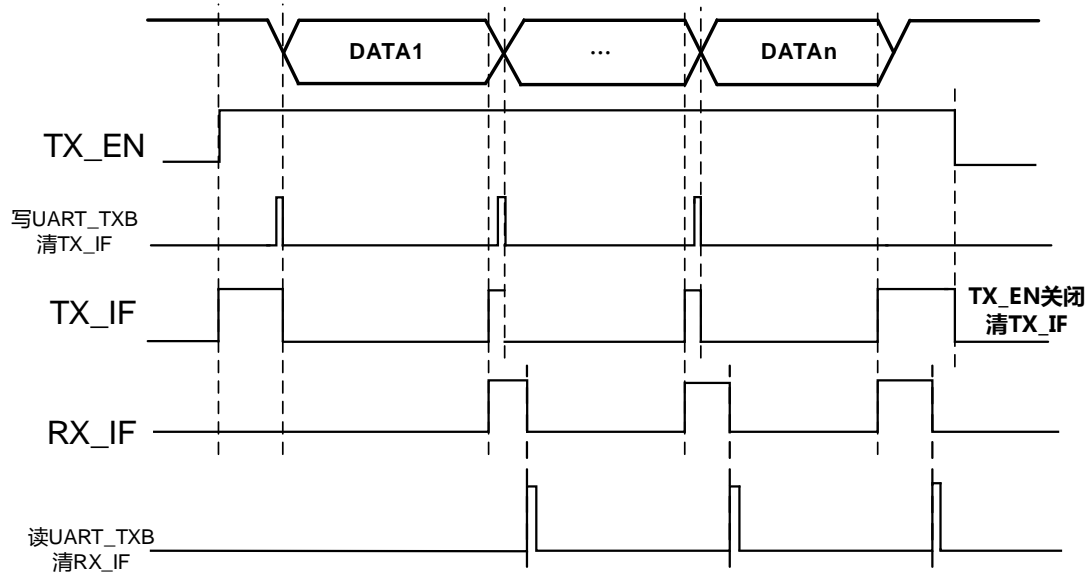 DATA1
...
DATAn
TX_EN
写UART_TXB
清TX_IF
TX_IF
TX_EN关闭
清TX_IF
RX_IF
读UART_TXB
清RX_IF